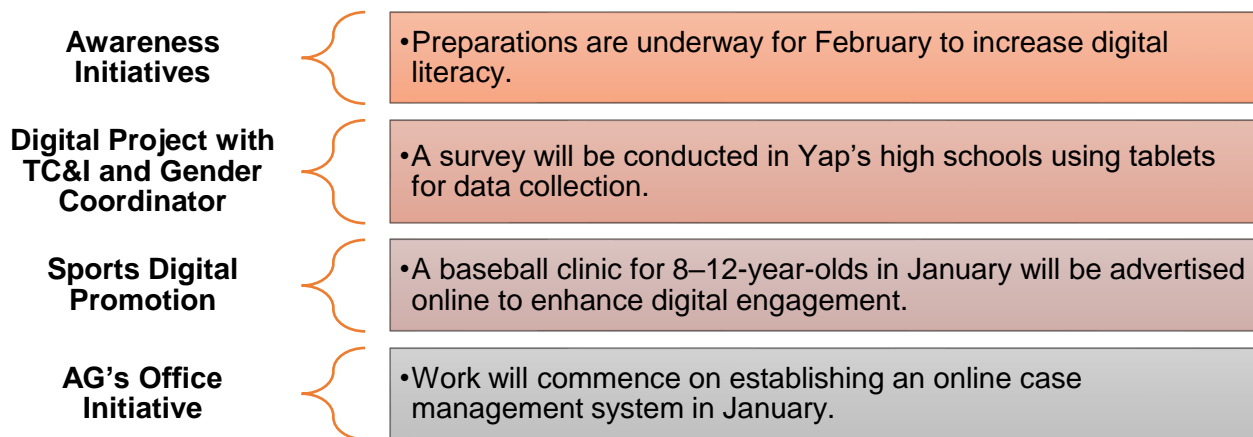 Awareness
Initiatives
•Preparations are underway for February to increase digital
literacy.
Digital Project with
TC&I and Gender
Coordinator
•A survey will be conducted in Yap's high schools using tablets
for data collection.
Sports Digital
Promotion
•A baseball clinic for 8–12-year-olds in January will be advertised
online to enhance digital engagement.
AG's Office
Initiative
•Work will commence on establishing an online case
management system in January.